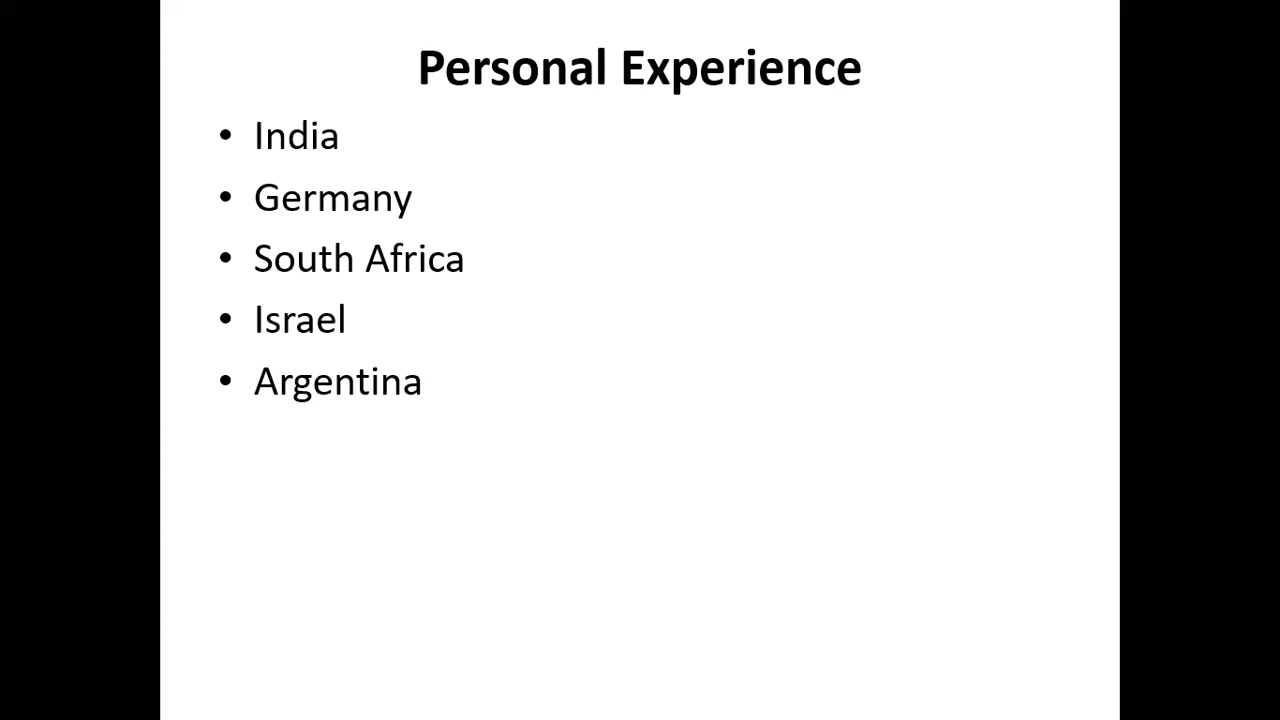 Personal Experience
• India
• Germany
• South Africa
• Israel
• Argentina